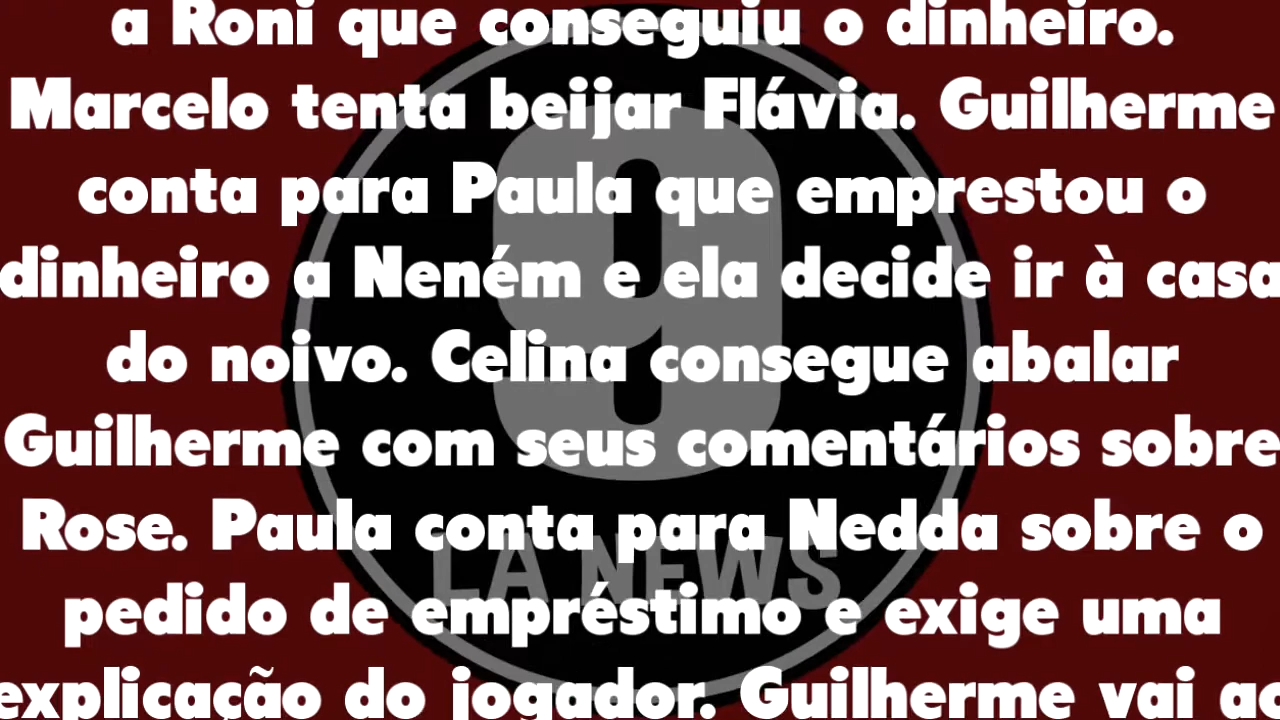 a Roni que conseguiu o dinheiro.
Marcelo tenta beijar Flávia. Guilherme
conta para Paula que emprestou o
dinheiro a Neném e ela decide ir à casa
do noivo. Celina consegue abalar
Guilherme com seus comentários sobre
Rose. Paula conta para Nedda sobre o
pedido de empréstimo e exige uma
explicação do jogador. Guilherme vai ao
9
LA NEWS